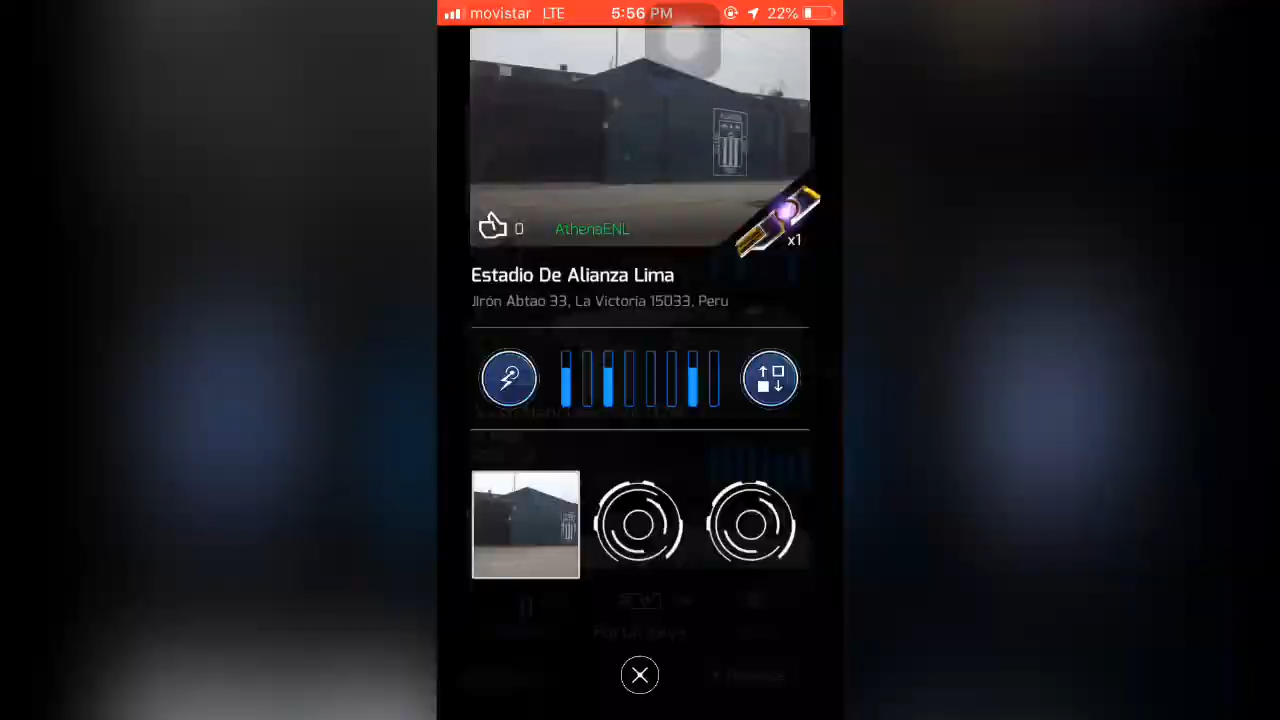 movistar LTE 5:56 PM 22%
0 AthenaENL
x1
Estadio De Alianza Lima
Jirón Abtao 33, La Victoria 15033, Peru